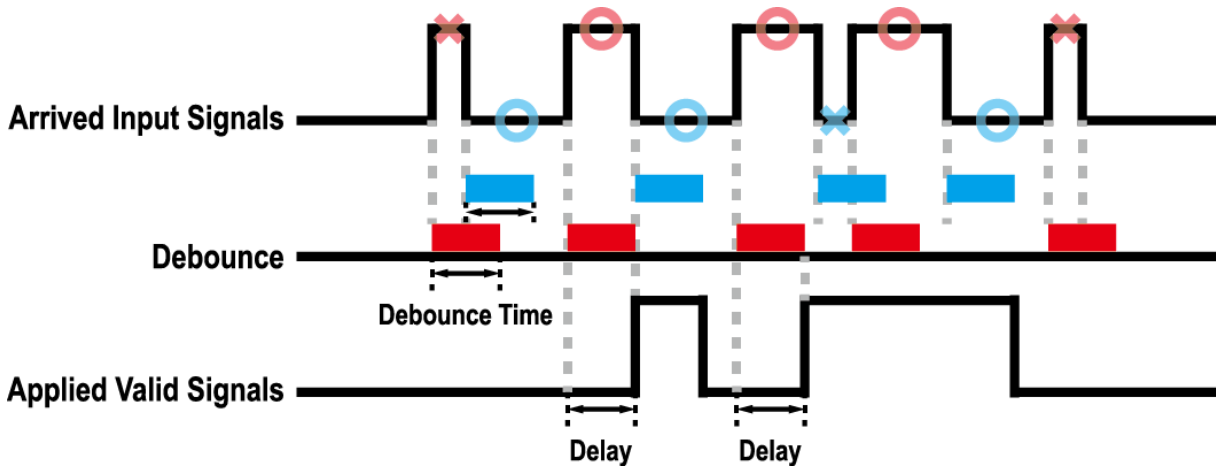 Arrived Input Signals
Debounce
Debounce Time
Applied Valid Signals
Delay
Delay